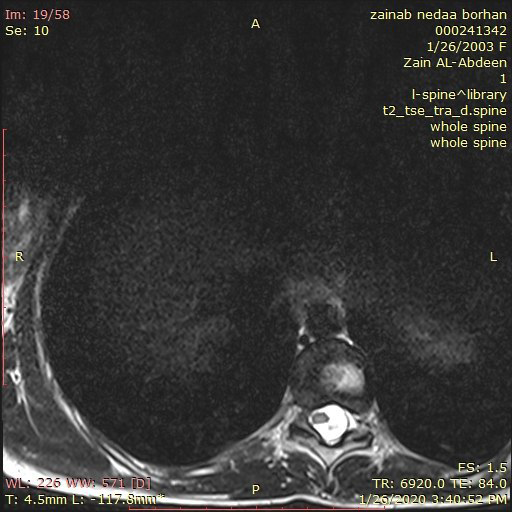 Im: 19/58
Se: 10
zainab nedaa borhan
000241342
1/26/2003 F
Zain AL-Abdeen
1
l-spine^library
t2_tse_tra_d.spine
whole spine
whole spine
A
R
L
P
WL: 226 WW: 571 [D]
T: 4.5mm L: -117.8mm
FS: 1.5
TR: 6920.0 TE: 84.0
1/26/2020 3:40:52 PM